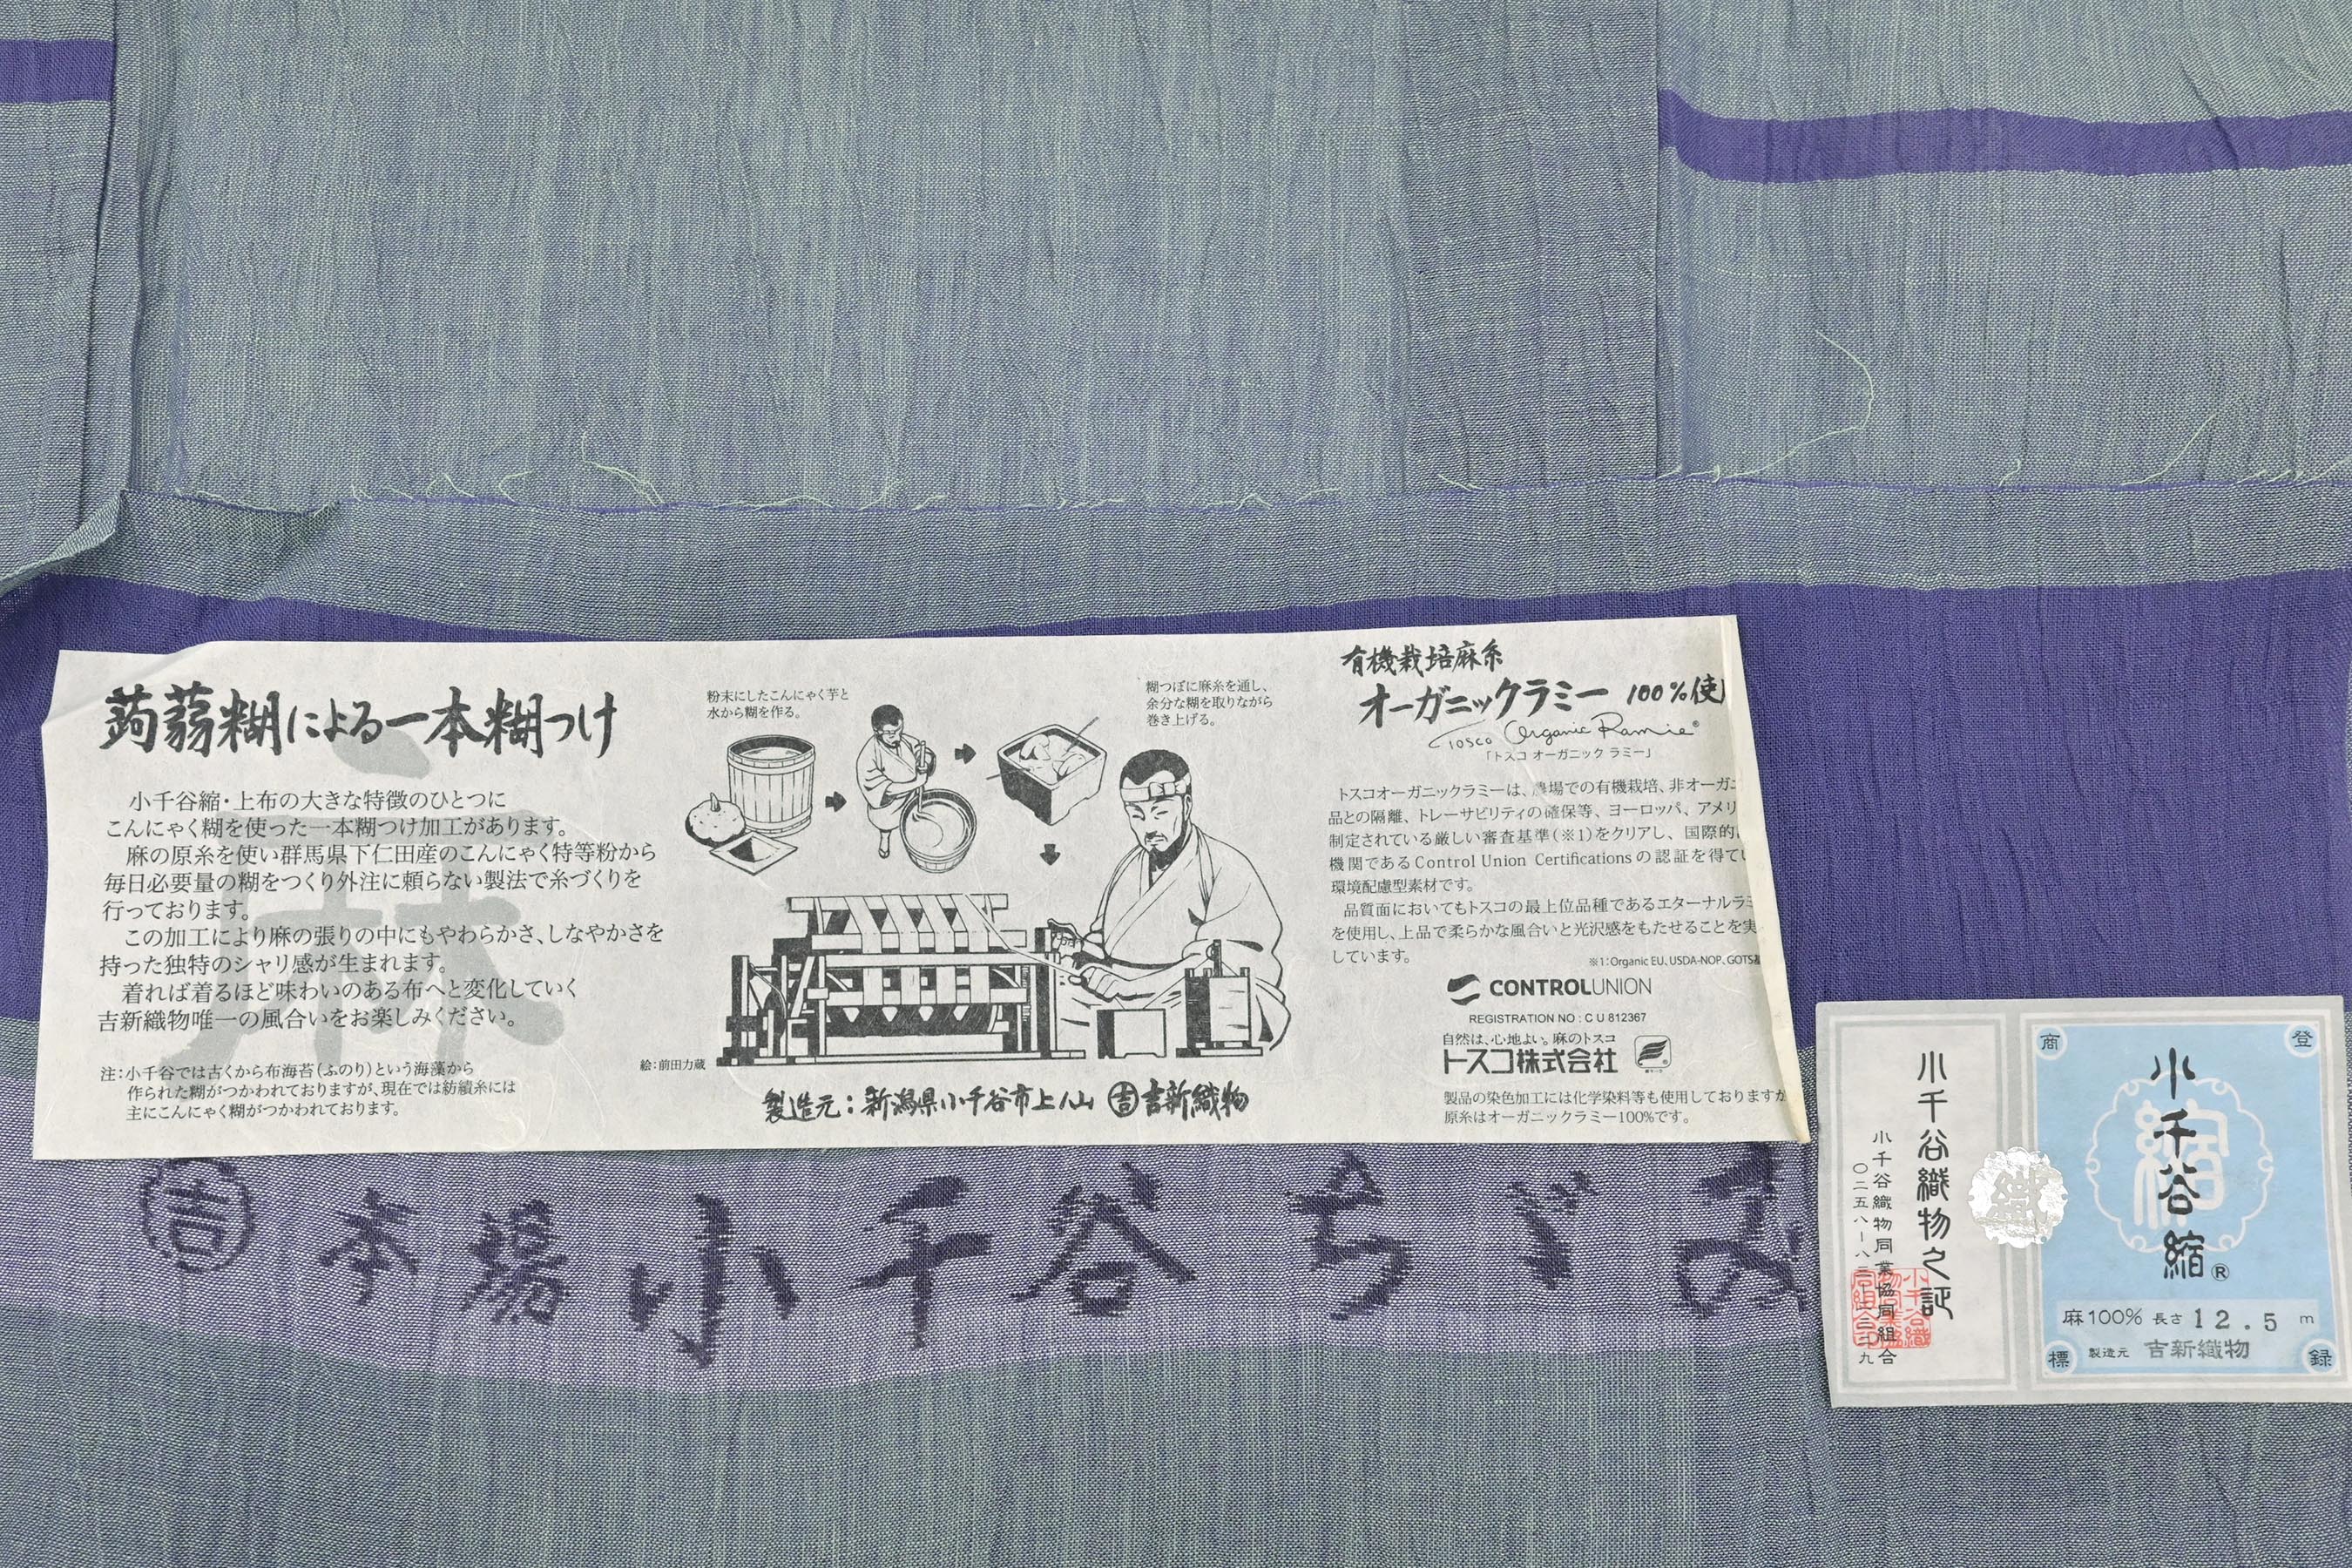 蒟蒻糊による一本糊つけ
小千谷縮・上布の大きな特徴のひとつに
こんにゃく糊を使った一本糊つけ加工があります。
麻の原糸を使い群馬県下仁田産のこんにゃく特等粉から
毎日必要量の糊をつくり外注に頼らない製法で糸づくりを
行っております。
この加工により麻の張りの中にもやわらかさ、しなやかさを
持った独特のシャリ感が生まれます。
着れば着るほど味わいのある布へと変化していく
吉新織物唯一の風合いをお楽しみください。
注：小千谷では古くから布海苔（ふのり）という海藻から
作られた糊がつかわれておりますが、現在では紡績糸には
主にこんにゃく糊がつかわれております。
麻
粉末にしたこんにゃく芋と
水から糊を作る。
糊つぼに麻糸を通し、
余分な糊を取りながら
巻き上げる。
絵：前田力蔵
製造元：新潟県小千谷市上ノ山 吉 吉新織物
有機栽培麻糸
オーガニックラミー 100%使
Tosco Organic Ramie®
「トスコ オーガニック ラミー」
トスコオーガニックラミーは、農場での有機栽培、非オーガニ
品との隔離、トレーサビリティの確保等、ヨーロッパ、アメリ
制定されている厳しい審査基準（※1）をクリアし、国際的
機関であるControl Union Certificationsの認証を得て
環境配慮型素材です。
品質面においてもトスコの最上位品種であるエターナルラミ
を使用し、上品で柔らかな風合いと光沢感をもたせることを実
しています。
※1：Organic EU, USDA-NOP, GOTS
CONTROLUNION
REGISTRATION NO : C U 812367
自然は、心地よい。麻のトスコ
トスコ株式会社
製品の染色加工には化学染料等も使用しておりますが
原糸はオーガニックラミー100%です。
吉 本場小千谷ちぢみ
小千谷織物之証
小千谷織物同業協同組合
織
商
登
標
録
縮
小千谷縮®
麻100% 長さ 12.5 m
製造元 吉新織物